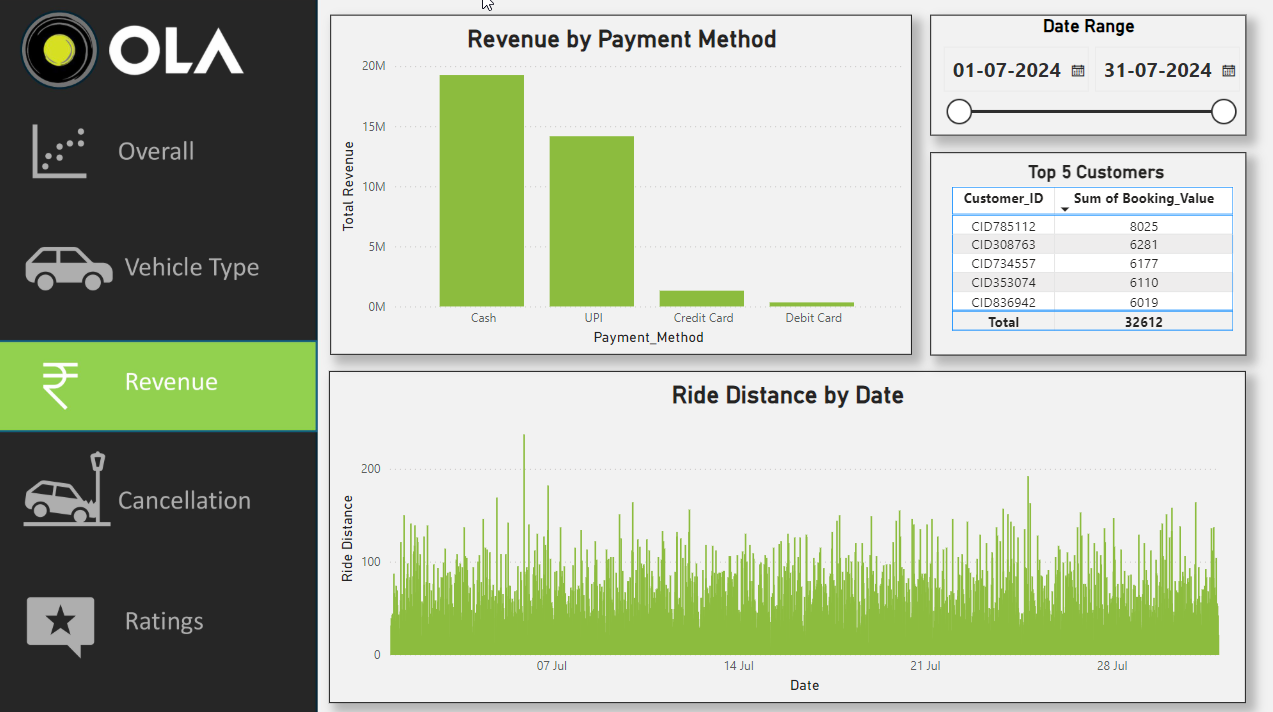 OLA
Overall
Vehicle Type
Revenue
Cancellation
Ratings
Revenue by Payment Method
Total Revenue
20M
15M
10M
5M
0M
Cash UPI Credit Card Debit Card
Payment_Method
Date Range
01-07-2024 31-07-2024
Top 5 Customers
Customer_ID Sum of Booking_Value
CID785112 8025
CID308763 6281
CID734557 6177
CID353074 6110
CID836942 6019
Total 32612
Ride Distance by Date
Ride Distance
200
100
0
07 Jul 14 Jul 21 Jul 28 Jul
Date